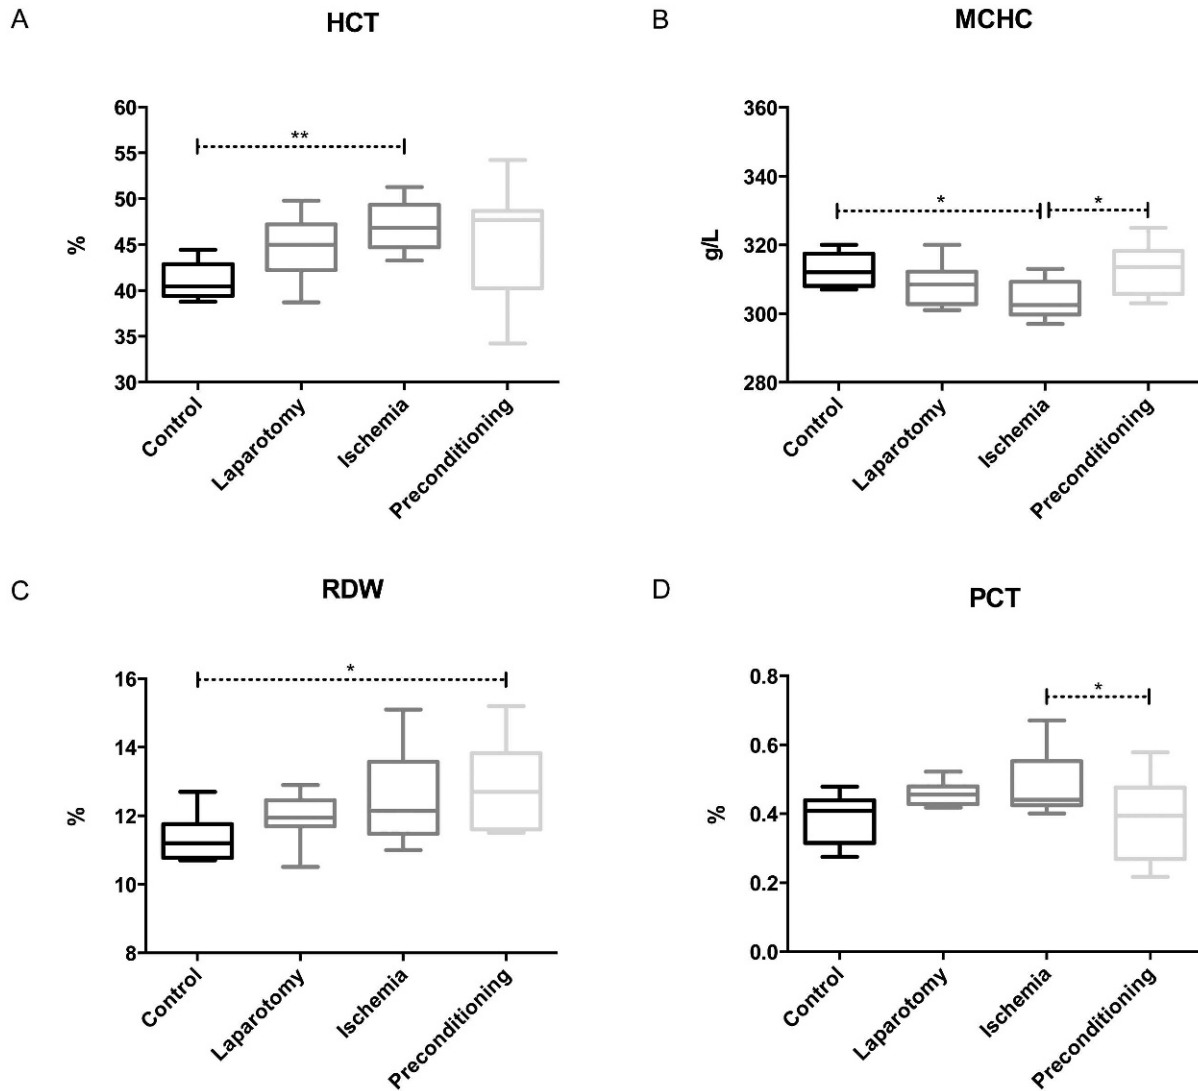 A
HCT
60
55
50
45
40
35
30
%
**
Control
Laparotomy
Ischemia
Preconditioning
B
MCHC
360
340
320
300
280
g/L
*
*
Control
Laparotomy
Ischemia
Preconditioning
C
RDW
16
14
12
10
8
%
*
Control
Laparotomy
Ischemia
Preconditioning
D
PCT
0.8
0.6
0.4
0.2
0.0
%
*
Control
Laparotomy
Ischemia
Preconditioning